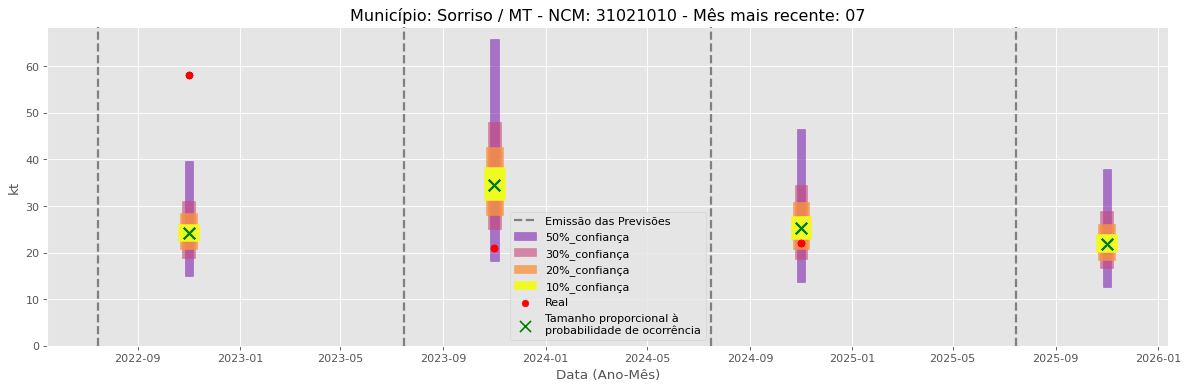 Município: Sorriso / MT - NCM: 31021010 - Mês mais recente: 07
kt
60
50
40
30
20
10
0
Emissão das Previsões
50%_confiança
30%_confiança
20%_confiança
10%_confiança
Real
Tamanho proporcional à
probabilidade de ocorrência
2022-09
2023-01
2023-05
2023-09
2024-01
2024-05
2024-09
2025-01
2025-05
2025-09
2026-01
Data (Ano-Mês)